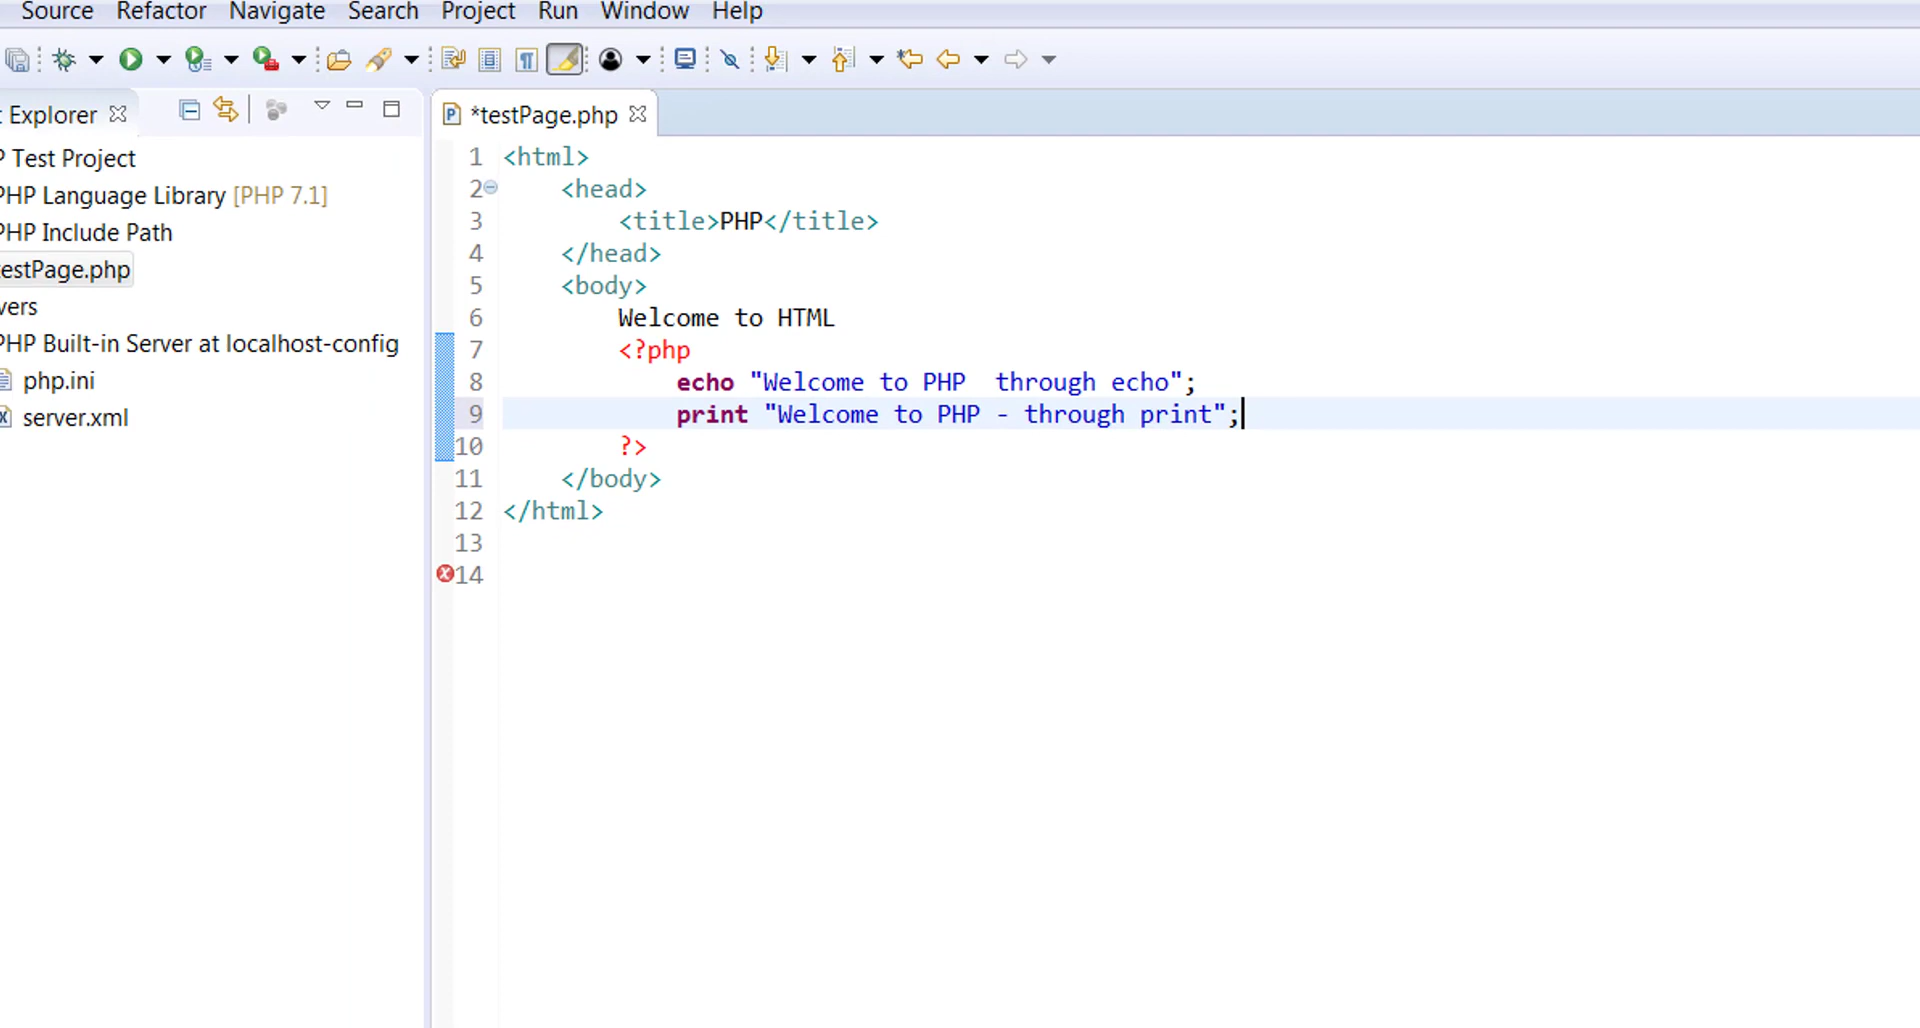 Source Refactor Navigate Search Project Run Window Help
Explorer
*testPage.php
P Test Project
PHP Language Library [PHP 7.1]
PHP Include Path
estPage.php
vers
PHP Built-in Server at localhost-config
php.ini
server.xml
1 <html>
2 <head>
3 <title>PHP</title>
4 </head>
5 <body>
6 Welcome to HTML
7 <?php
8 echo "Welcome to PHP  through echo";
9 print "Welcome to PHP - through print";
10 ?>
11 </body>
12 </html>
13
14